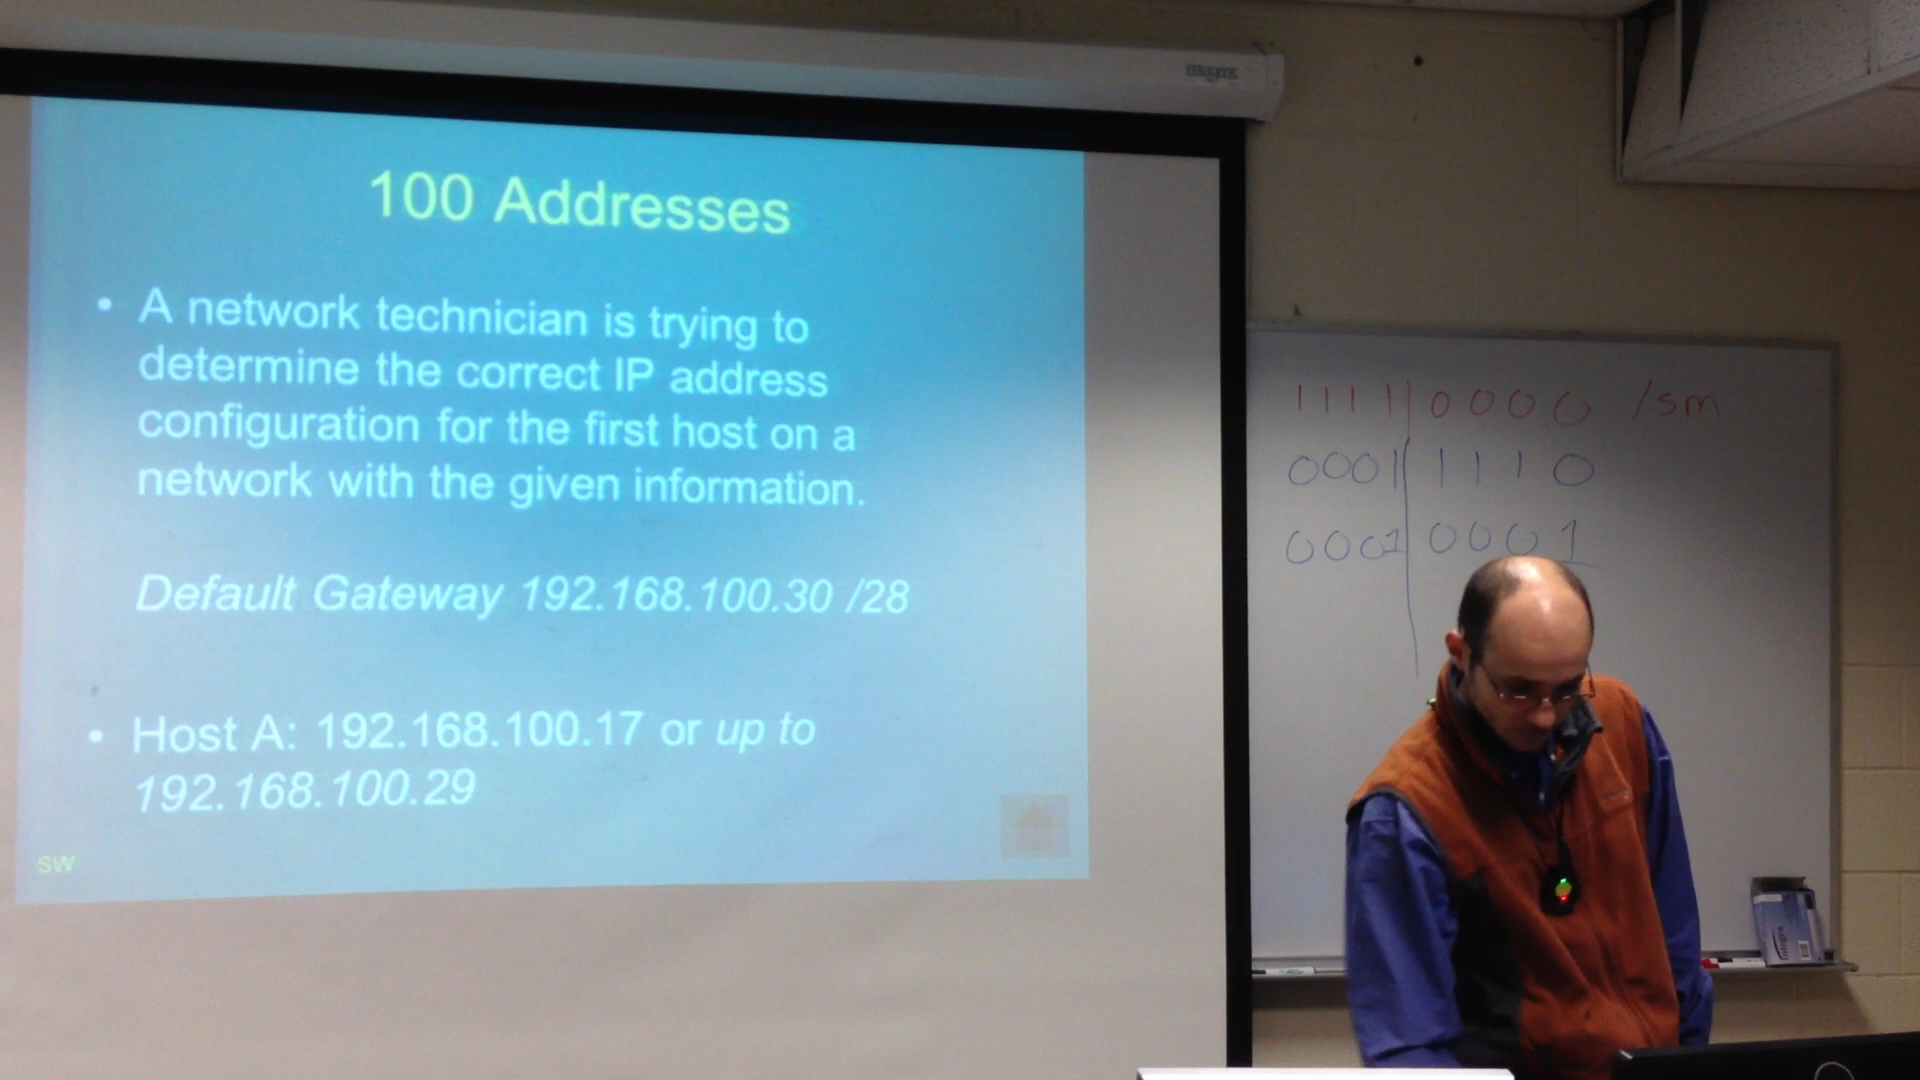 100 Addresses
• A network technician is trying to
determine the correct IP address
configuration for the first host on a
network with the given information.
Default Gateway 192.168.100.30 /28
• Host A: 192.168.100.17 or up to
192.168.100.29
sw
1111|0000 /sm
0001|1110
0001|0001
Integra